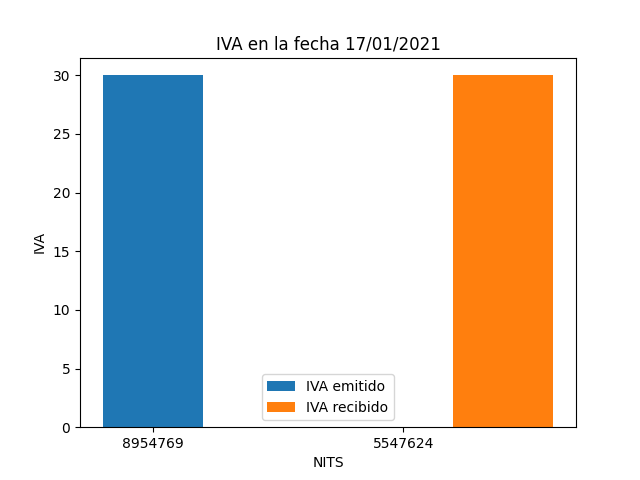 IVA en la fecha 17/01/2021
30
25
20
15
10
5
0
IVA
IVA emitido
IVA recibido
8954769 5547624
NITS